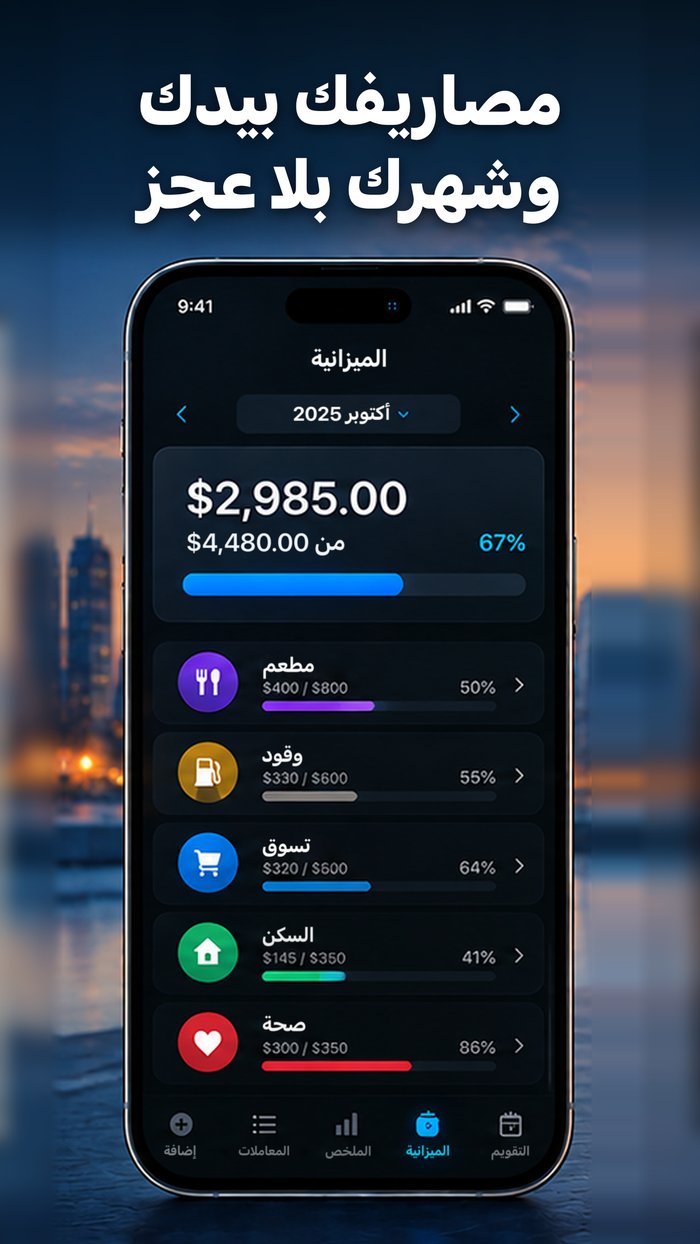 مصاريفك بيدك
وشهرك بلا عجز
9:41
الميزانية
أكتوبر 2025
$2,985.00
من $4,480.00
67%
مطعم
$400 / $800
50%
وقود
$330 / $600
55%
تسوق
$320 / $500
64%
السكن
$145 / $350
41%
صحة
$300 / $350
86%
إضافة
المعاملات
الملخص
الميزانية
التقويم